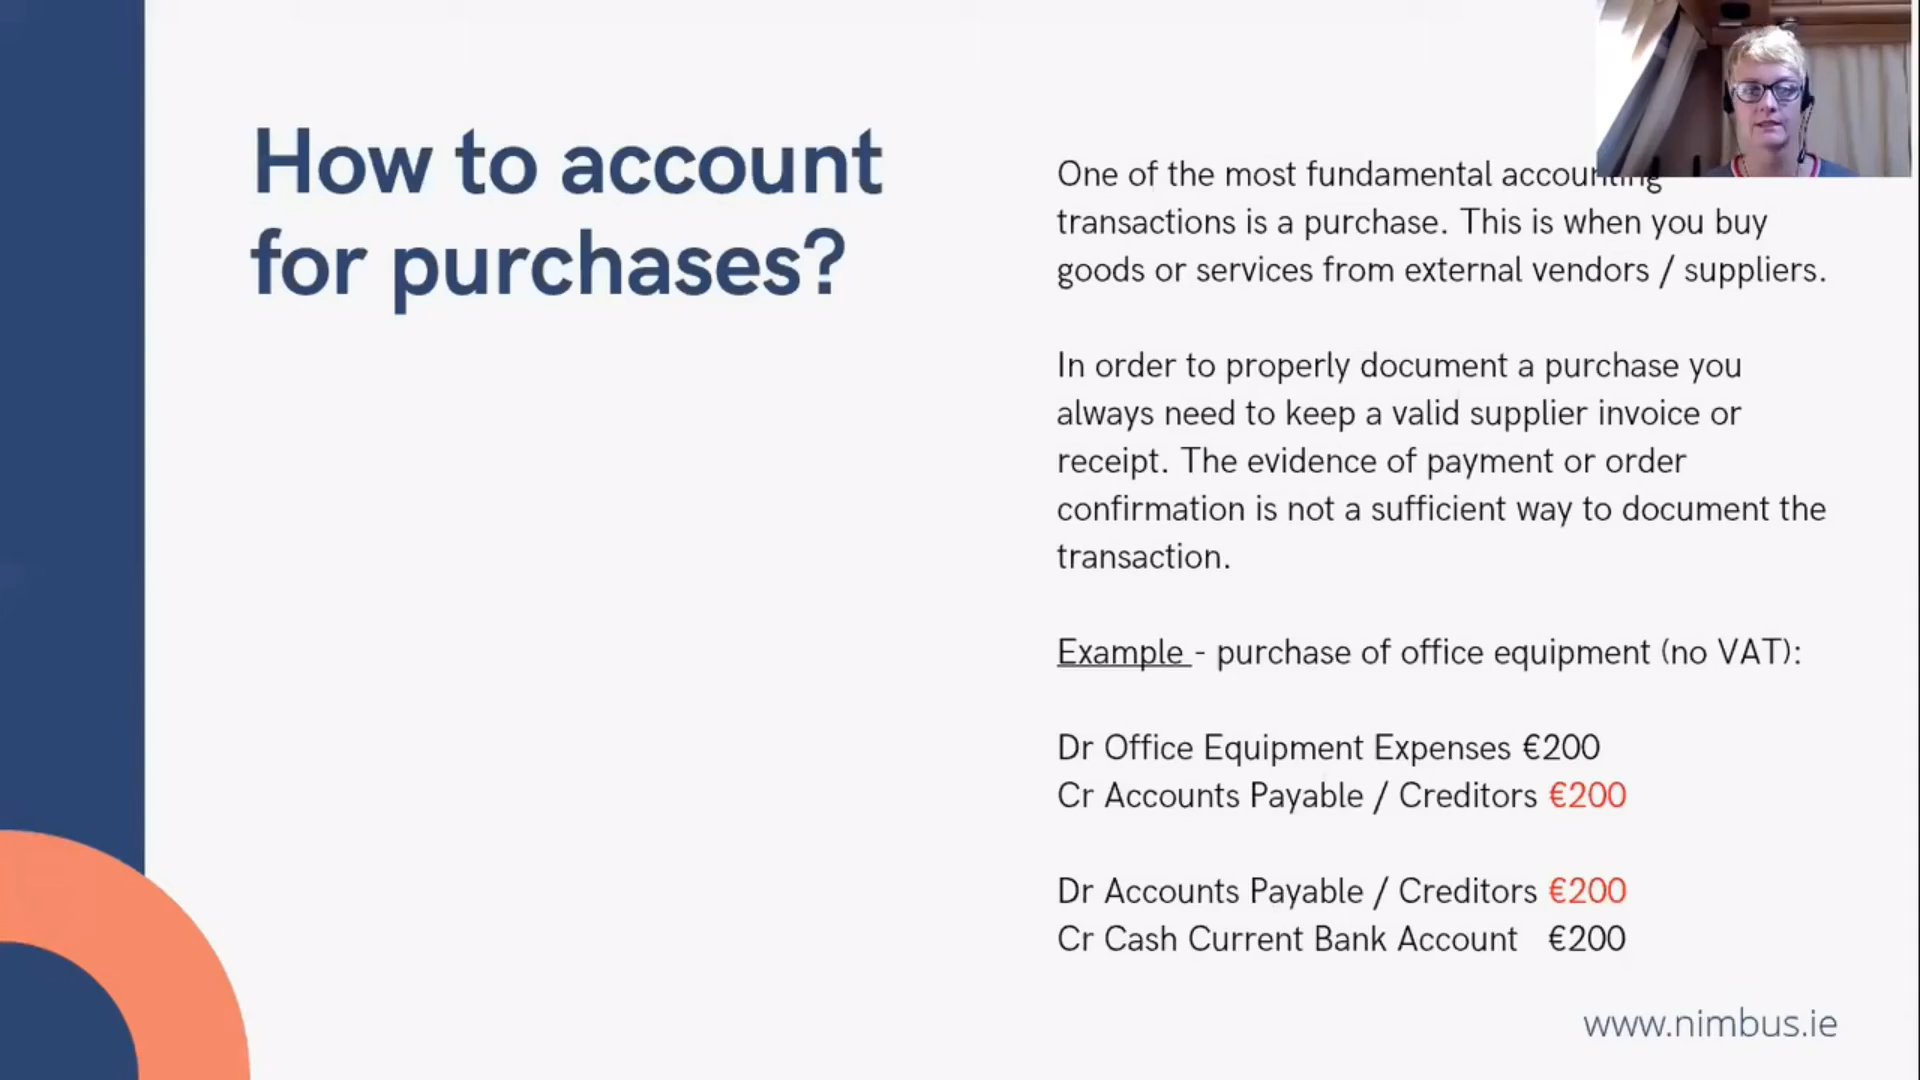 How to account
for purchases?
One of the most fundamental accounting
transactions is a purchase. This is when you buy
goods or services from external vendors / suppliers.
In order to properly document a purchase you
always need to keep a valid supplier invoice or
receipt. The evidence of payment or order
confirmation is not a sufficient way to document the
transaction.
Example - purchase of office equipment (no VAT):
Dr Office Equipment Expenses €200
Cr Accounts Payable / Creditors €200
Dr Accounts Payable / Creditors €200
Cr Cash Current Bank Account €200
www.nimbus.ie